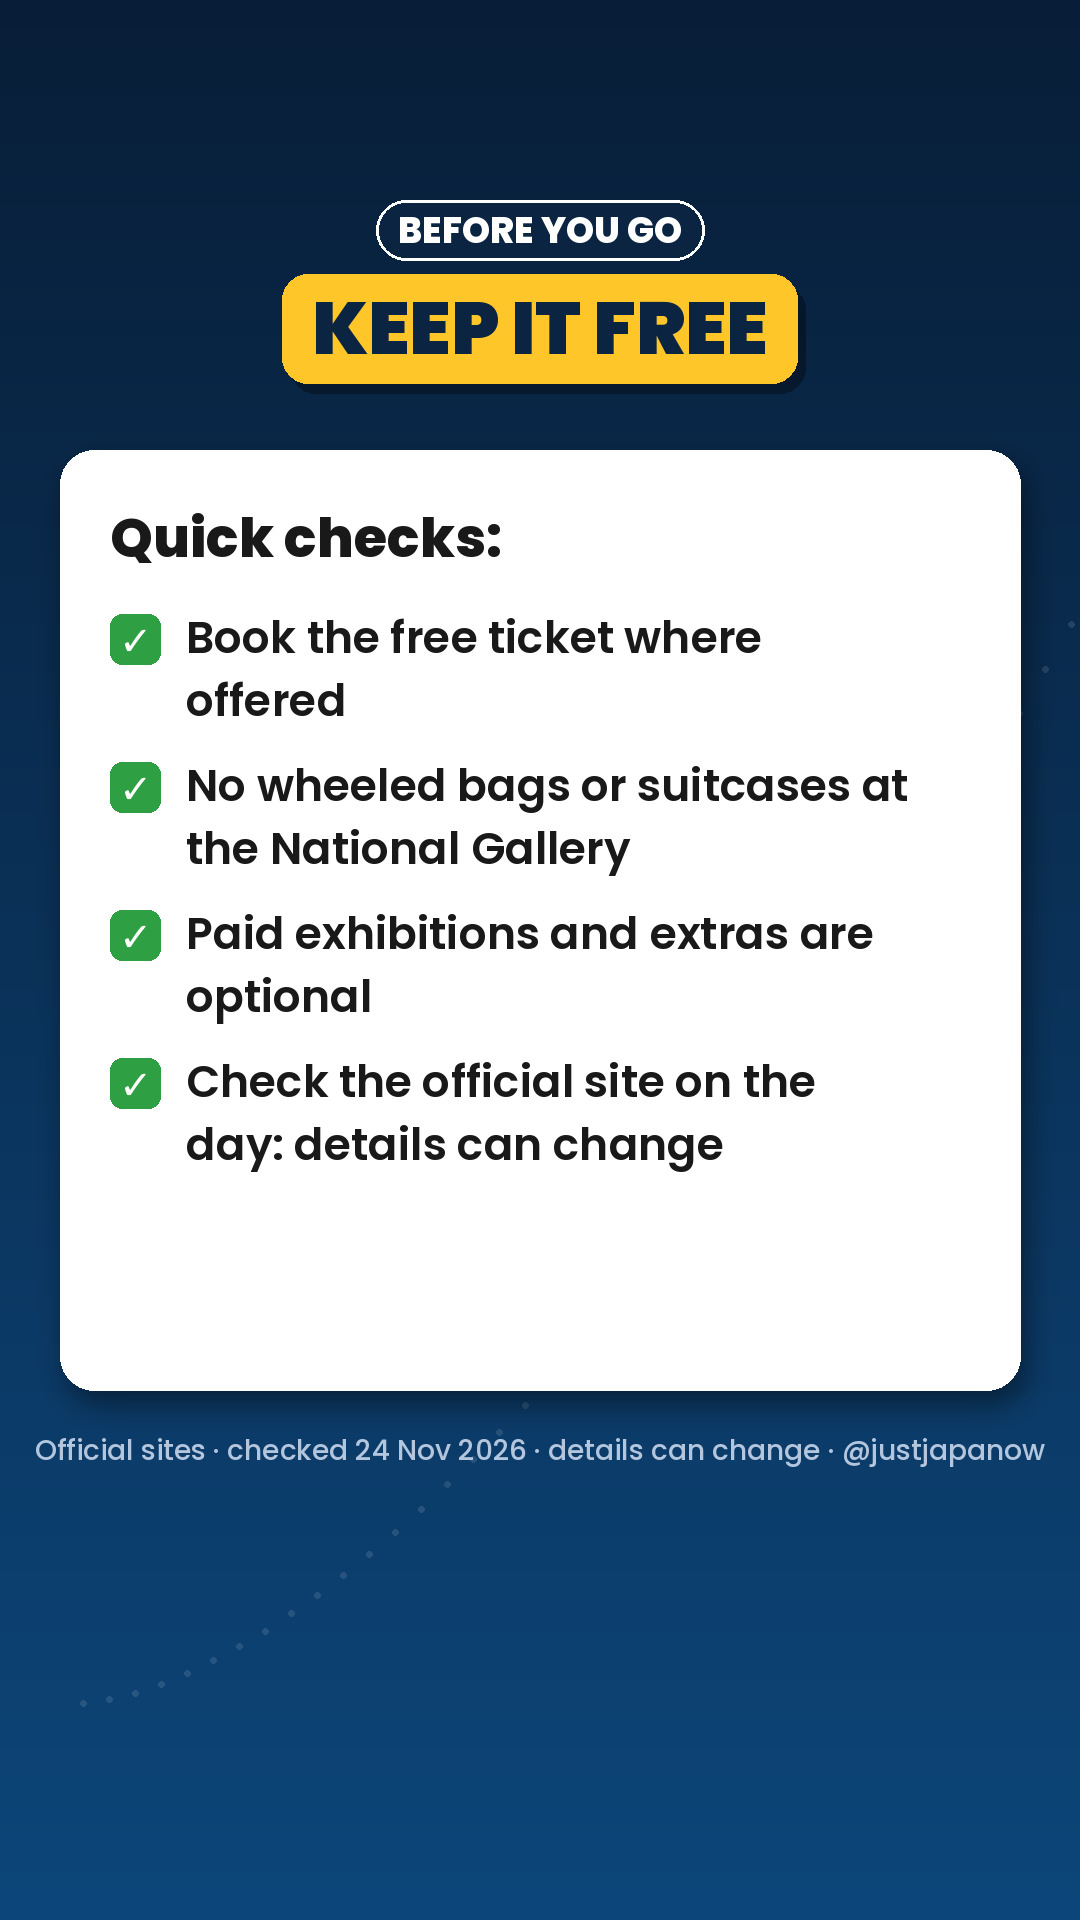 BEFORE YOU GO
KEEP IT FREE
Quick checks:
✓ Book the free ticket where
offered
✓ No wheeled bags or suitcases at
the National Gallery
✓ Paid exhibitions and extras are
optional
✓ Check the official site on the
day: details can change
Official sites · checked 24 Nov 2026 · details can change · @justjapanow